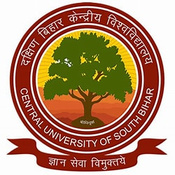 दक्षिण बिहार केन्द्रीय विश्वविद्यालय
CENTRAL UNIVERSITY OF SOUTH BIHAR
ज्ञान सेवा विमुक्तये